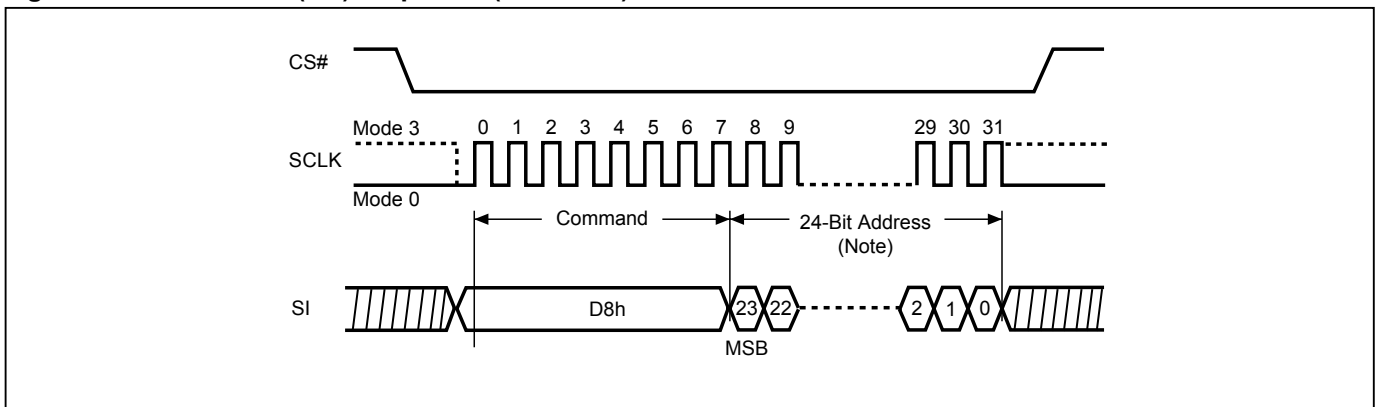 CS#
Mode 3
0 1 2 3 4 5 6 7 8 9 29 30 31
SCLK
Mode 0
Command
24-Bit Address
(Note)
SI
D8h
23 22 2 1 0
MSB